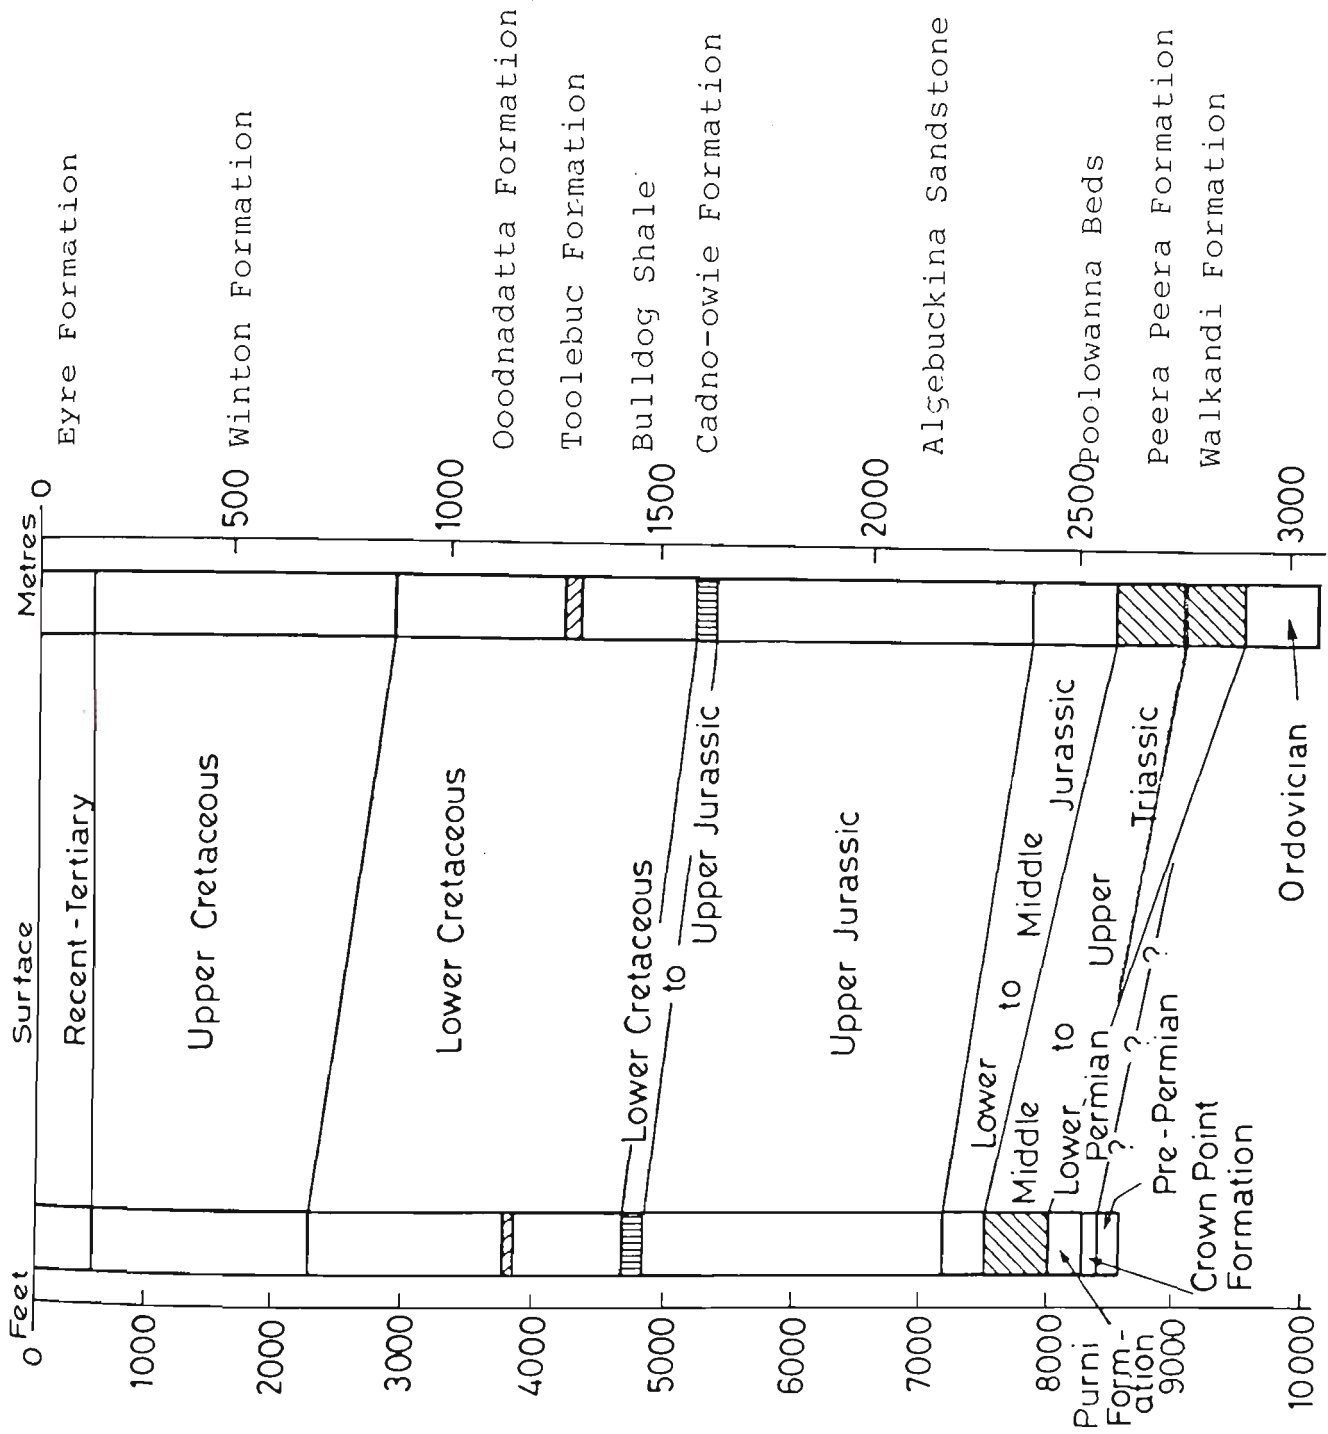 Surface
Feet
0
1000
2000
3000
4000
5000
6000
7000
8000
9000
10000
Metres
0
500
1000
1500
2000
2500
3000
Recent-Tertiary
Upper Cretaceous
Lower Cretaceous
Lower Cretaceous
to
Upper Jurassic
Upper Jurassic
Lower to Middle Jurassic
Middle to Upper Triassic
Lower Permian
? ? ?
Pre-Permian
Crown Point
Formation
Purni
Form-
ation
Ordovician
Eyre Formation
Winton Formation
Ooodnadatta Formation
Toolebuc Formation
Bulldog Shale
Cadno-owie Formation
Algebuckina Sandstone
Poolowanna Beds
Peera Peera Formation
Walkandi Formation